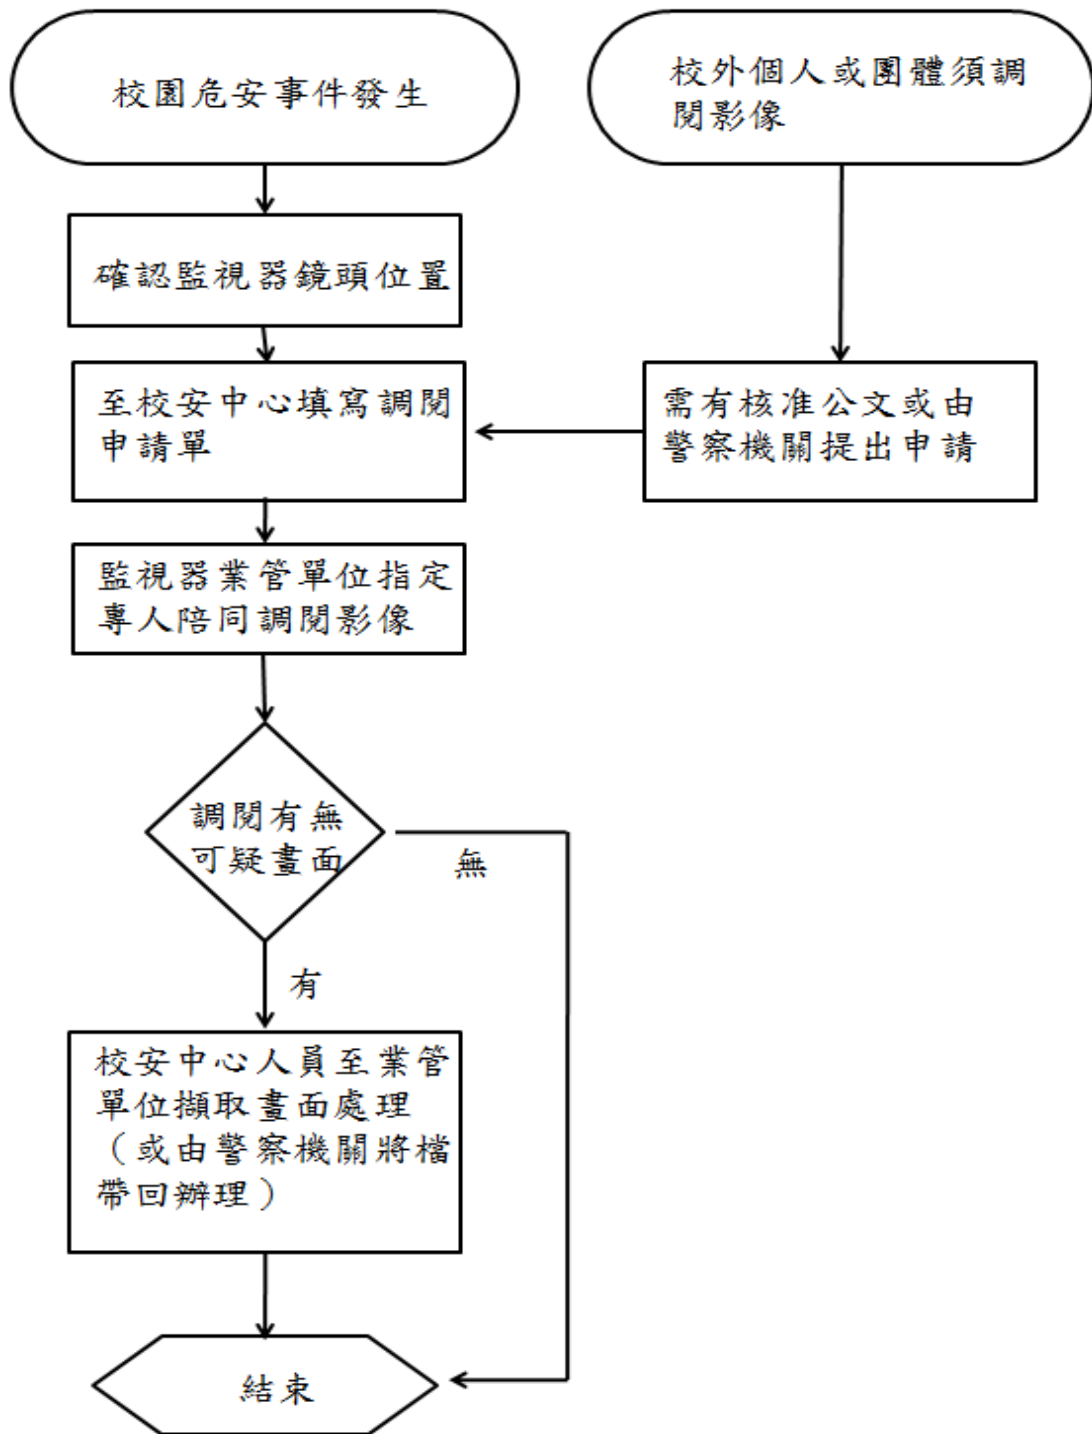 校園危安事件發生
校外個人或團體須調
閱影像
確認監視器鏡頭位置
至校安中心填寫調閱
申請單
需有核准公文或由
警察機關提出申請
監視器業管單位指定
專人陪同調閱影像
調閱有無
可疑畫面
無
有
校安中心人員至業管
單位擷取畫面處理
（或由警察機關將檔
帶回辦理）
結束